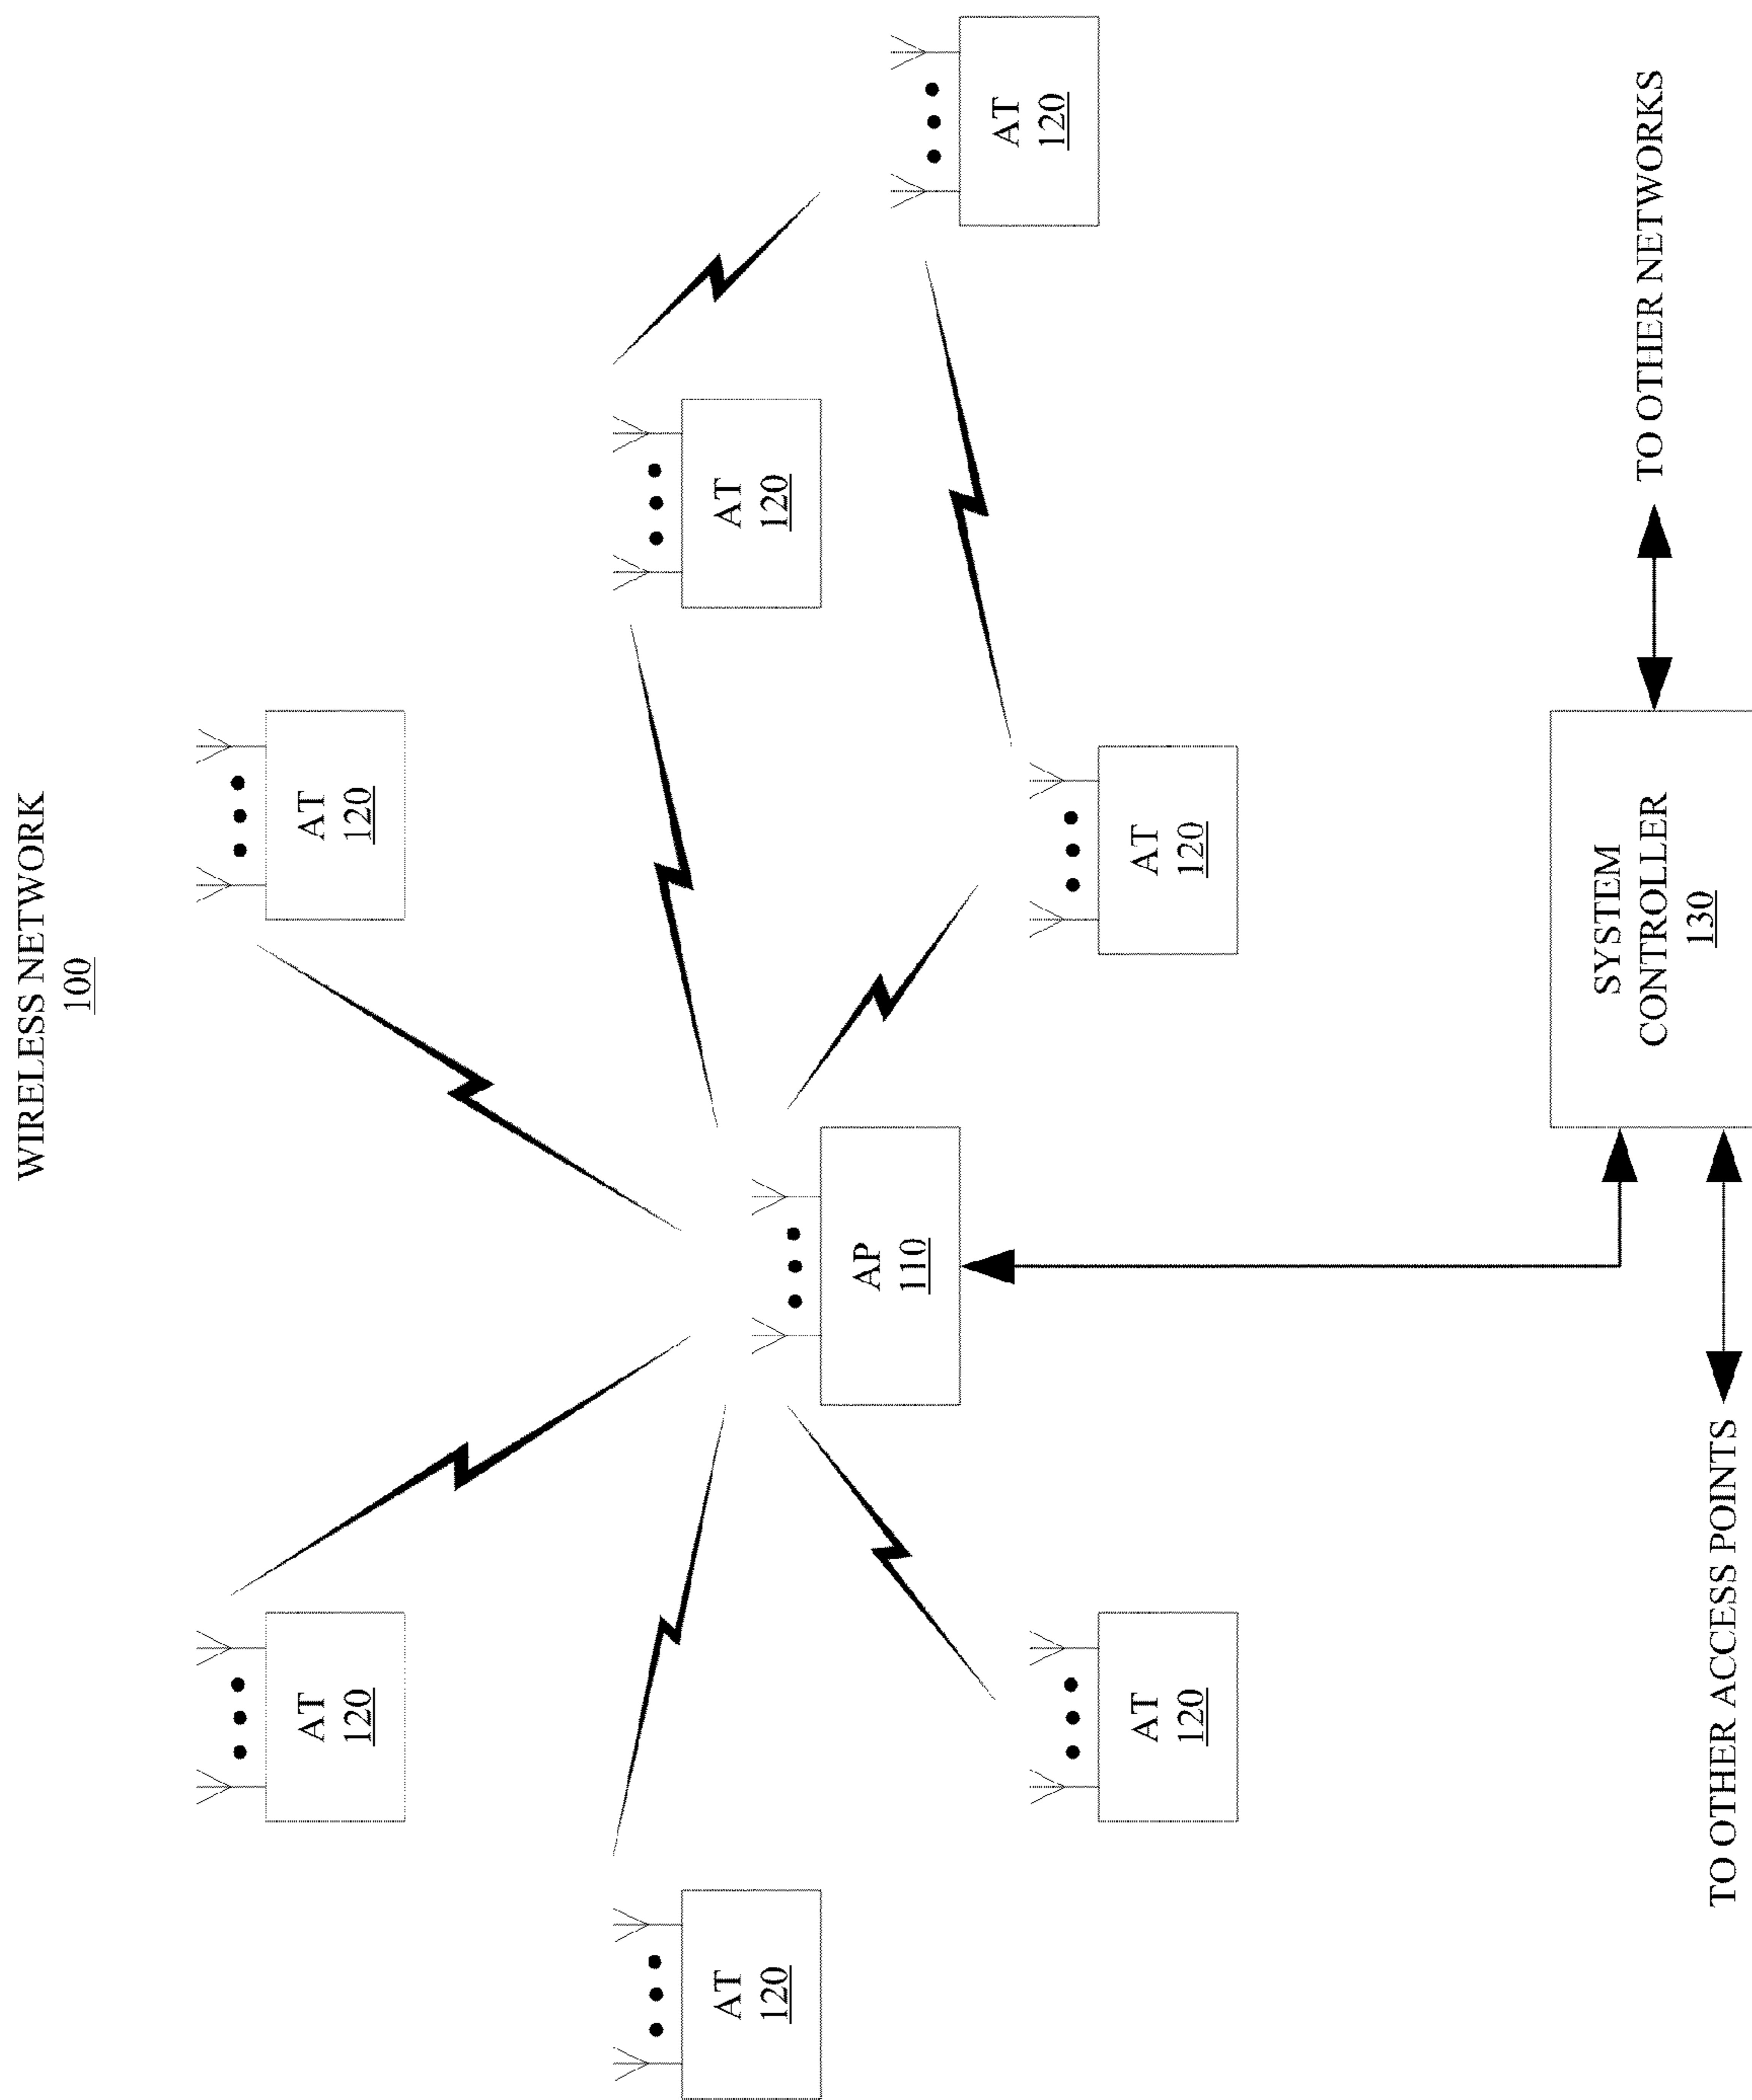 WIRELESS NETWORK
100
AT
120
AT
120
AT
120
AT
120
AP
110
AT
120
AT
120
AT
120
SYSTEM
CONTROLLER
130
TO OTHER NETWORKS
TO OTHER ACCESS POINTS